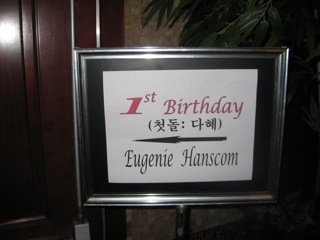 1st Birthday
(첫돌: 다혜)
Eugenie Hanscom